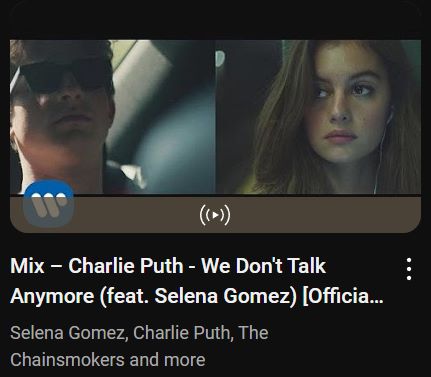 Mix – Charlie Puth - We Don't Talk
Anymore (feat. Selena Gomez) [Officia...
Selena Gomez, Charlie Puth, The
Chainsmokers and more